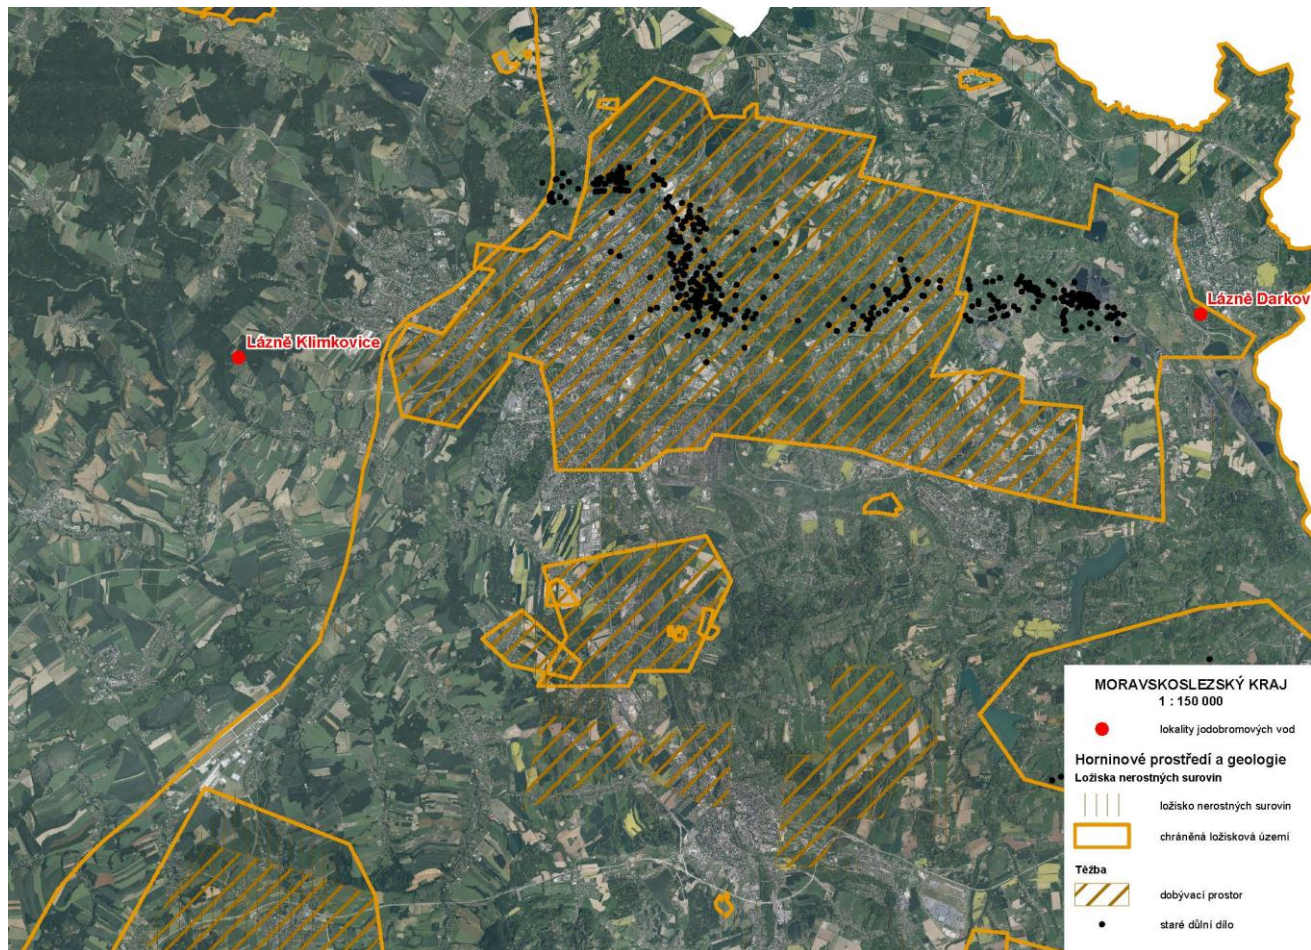 Lázně Klimkovice
Lázně Darkov
MORAVSKOSLEZSKÝ KRAJ
1 : 150 000
lokality jodobromových vod
Horninové prostředí a geologie
Ložiska nerostných surovin
ložisko nerostných surovin
chráněná ložisková území
Těžba
dobývací prostor
staré důlní dílo